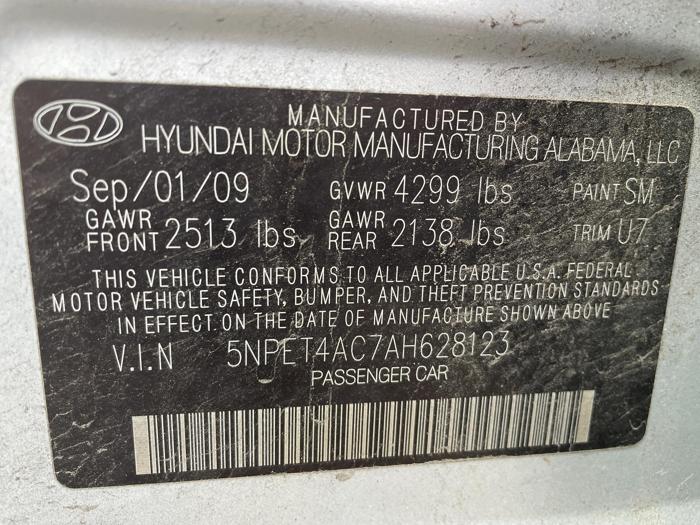 MANUFACTURED BY
HYUNDAI MOTOR MANUFACTURING ALABAMA, LLC
Sep/01/09 GVWR 4299 lbs PAINT SM
GAWR FRONT 2513 lbs GAWR REAR 2138 lbs TRIM U7
THIS VEHICLE CONFORMS TO ALL APPLICABLE U.S.A. FEDERAL
MOTOR VEHICLE SAFETY, BUMPER, AND THEFT PREVENTION STANDARDS
IN EFFECT ON THE DATE OF MANUFACTURE SHOWN ABOVE
V.I.N 5NPET4AC7AH628123
PASSENGER CAR